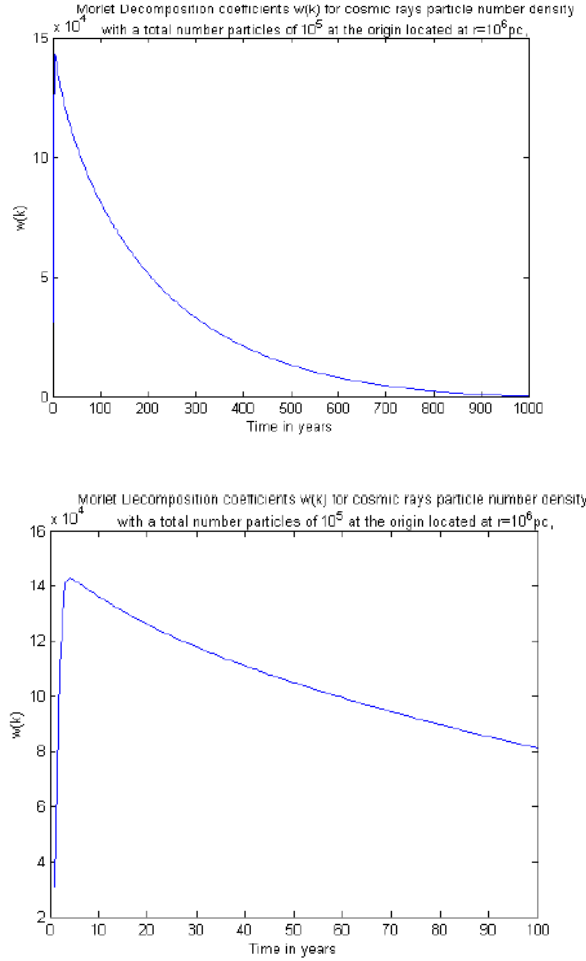 Morlet Decomposition coefficients w(k) for cosmic rays particle number density
with a total number particles of 10^5 at the origin located at r=10^6pc,
x 10^4
15
10
5
0
w(k)
0 100 200 300 400 500 600 700 800 900 1000
Time in years
Morlet Decomposition coefficients w(k) for cosmic rays particle number density
with a total number particles of 10^5 at the origin located at r=10^6pc,
x 10^4
16
14
12
10
8
6
4
2
w(k)
0 10 20 30 40 50 60 70 80 90 100
Time in years